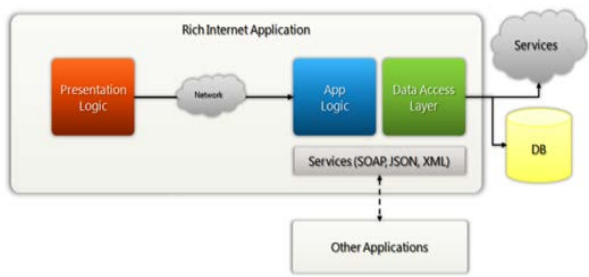 Rich Internet Application
Services
Presentation
Logic
Network
App
Logic
Data Access
Layer
DB
Services (SOAP, JSON, XML)
Other Applications